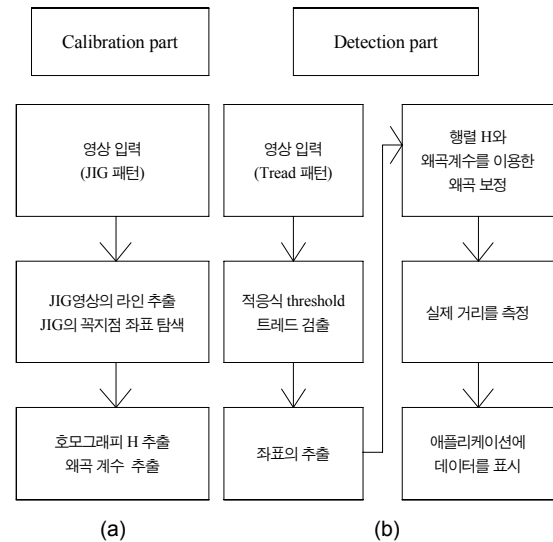 Calibration part
Detection part
영상 입력
(JIG 패턴)
JIG영상의 라인 추출
JIG의 꼭지점 좌표 탐색
호모그래피 H 추출
왜곡 계수 추출
(a)
영상 입력
(Tread 패턴)
적응식 threshold
트레드 검출
좌표의 추출
행렬 H와
왜곡계수를 이용한
왜곡 보정
실제 거리를 측정
애플리케이션에
데이터를 표시
(b)